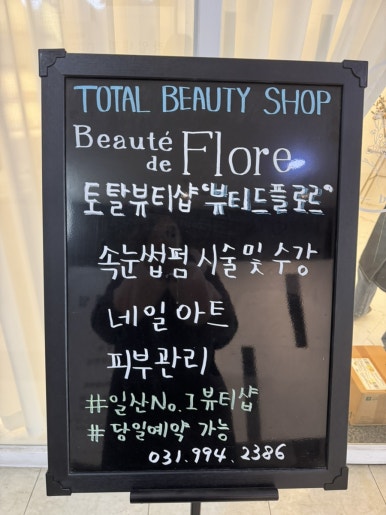 TOTAL BEAUTY SHOP
Beauté de Flore
토탈뷰티샵 "뷰티드플로르"
속눈썹펌 시술및 수강
네일아트
피부관리
#일산No.1뷰티샵
# 당일예약 가능
031.994.2386